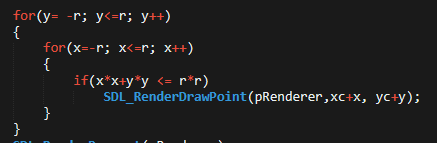 for(y= -r; y<=r; y++)
{
for(x=-r; x<=r; x++)
{
if(x*x+y*y <= r*r)
SDL_RenderDrawPoint(pRenderer,xc+x, yc+y);
}
}